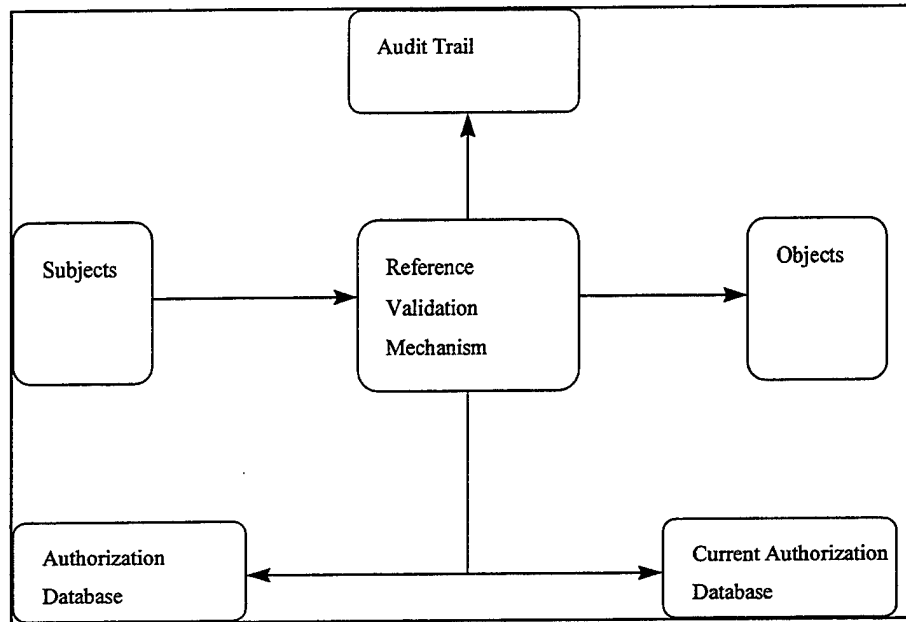 Audit Trail
Subjects
Reference
Validation
Mechanism
Objects
Authorization
Database
Current Authorization
Database